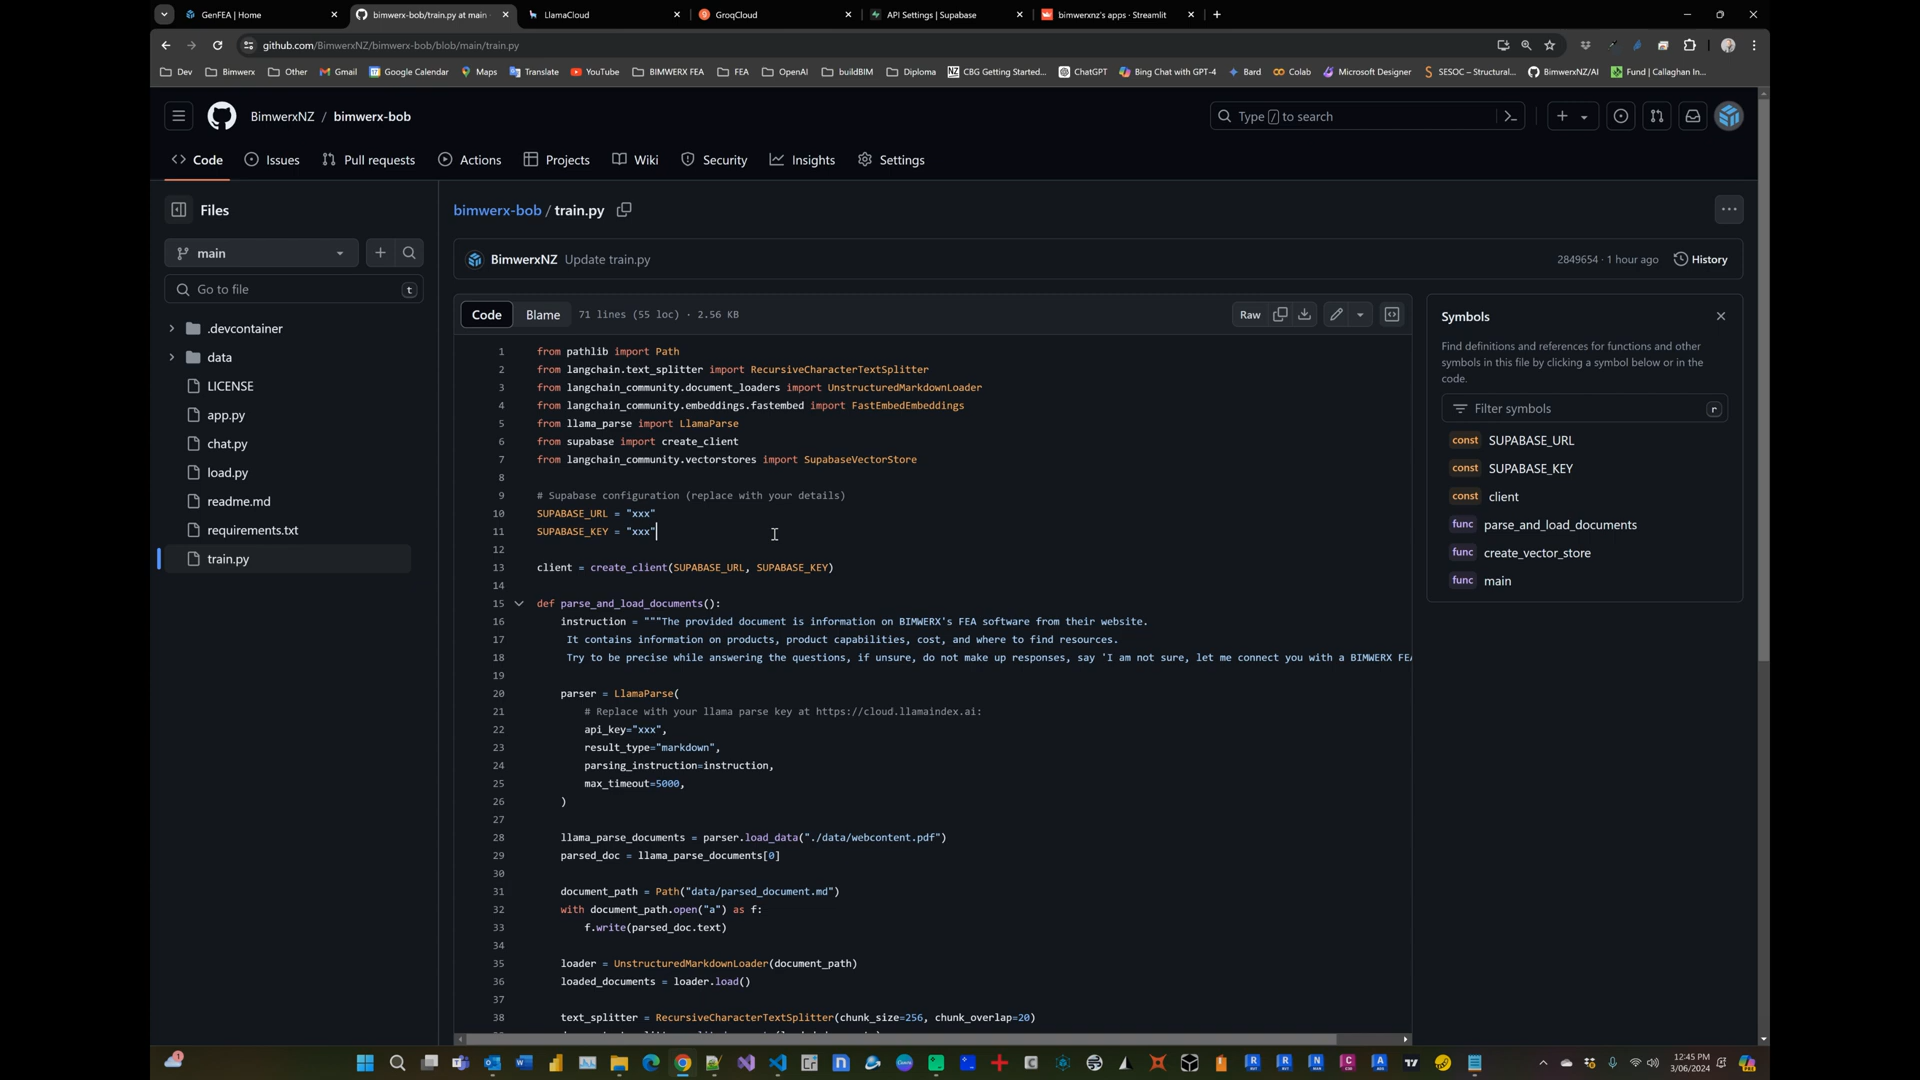 GenFEA | Home
bimwerx-bob/train.py at main ·
LlamaCloud
GroqCloud
API Settings | Supabase
bimwerxnz's apps · Streamlit
github.com/BimwerxNZ/bimwerx-bob/blob/main/train.py
Dev
Bimwerx
Other
Gmail
Google Calendar
Maps
Translate
YouTube
BIMWERX FEA
FEA
OpenAI
buildBIM
Diploma
CBG Getting Started...
ChatGPT
Bing Chat with GPT-4
Bard
Colab
Microsoft Designer
SESOC – Structural...
BimwerxNZ/AI
Fund | Callaghan In...
BimwerxNZ / bimwerx-bob
Type / to search
Code
Issues
Pull requests
Actions
Projects
Wiki
Security
Insights
Settings
Files
main
Go to file
t
.devcontainer
data
LICENSE
app.py
chat.py
load.py
readme.md
requirements.txt
train.py
bimwerx-bob / train.py
BimwerxNZ Update train.py
2849654 · 1 hour ago
History
Code
Blame
71 lines (55 loc) · 2.56 KB
Raw
1 from pathlib import Path
2 from langchain.text_splitter import RecursiveCharacterTextSplitter
3 from langchain_community.document_loaders import UnstructuredMarkdownLoader
4 from langchain_community.embeddings.fastembed import FastEmbedEmbeddings
5 from llama_parse import LlamaParse
6 from supabase import create_client
7 from langchain_community.vectorstores import SupabaseVectorStore
8
9 # Supabase configuration (replace with your details)
10 SUPABASE_URL = "xxx"
11 SUPABASE_KEY = "xxx"
12
13 client = create_client(SUPABASE_URL, SUPABASE_KEY)
14
15 def parse_and_load_documents():
16 instruction = """The provided document is information on BIMWERX's FEA software from their website.
17 It contains information on products, product capabilities, cost, and where to find resources.
18 Try to be precise while answering the questions, if unsure, do not make up responses, say 'I am not sure, let me connect you with a BIMWERX FEA
19
20 parser = LlamaParse(
21 # Replace with your llama parse key at https://cloud.llamaindex.ai:
22 api_key="xxx",
23 result_type="markdown",
24 parsing_instruction=instruction,
25 max_timeout=5000,
26 )
27
28 llama_parse_documents = parser.load_data("./data/webcontent.pdf")
29 parsed_doc = llama_parse_documents[0]
30
31 document_path = Path("data/parsed_document.md")
32 with document_path.open("a") as f:
33 f.write(parsed_doc.text)
34
35 loader = UnstructuredMarkdownLoader(document_path)
36 loaded_documents = loader.load()
37
38 text_splitter = RecursiveCharacterTextSplitter(chunk_size=256, chunk_overlap=20)
Symbols
Find definitions and references for functions and other
symbols in this file by clicking a symbol below or in the
code.
Filter symbols
r
const SUPABASE_URL
const SUPABASE_KEY
const client
func parse_and_load_documents
func create_vector_store
func main
12:45 PM
3/06/2024